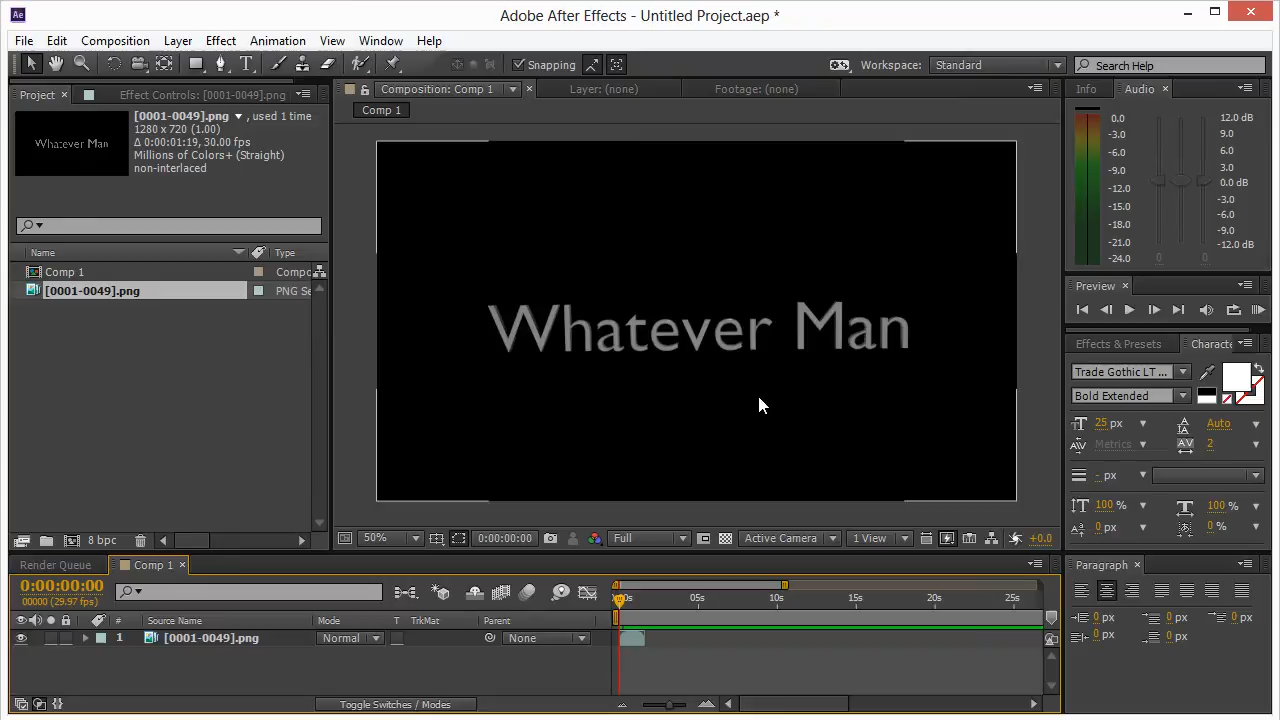 Ae Adobe After Effects - Untitled Project.aep *
File Edit Composition Layer Effect Animation View Window Help
Snapping Workspace: Standard Search Help
Project Effect Controls: [0001-0049].png
[0001-0049].png , used 1 time
1280 x 720 (1.00)
Δ 0:00:01:19, 30.00 fps
Millions of Colors+ (Straight)
non-interlaced
Whatever Man
Name Type
Comp 1 Compo
[0001-0049].png PNG Se
8 bpc
Composition: Comp 1 Layer: (none) Footage: (none)
Comp 1
Whatever Man
50% 0:00:00:00 Full Active Camera 1 View +0.0
Info Audio
0.0 12.0 dB
-3.0 9.0
-6.0 6.0
-9.0 3.0
-12.0 0.0 dB
-15.0 -3.0
-18.0 -6.0
-21.0 -9.0
-24.0 0 0 -12.0 dB
Preview
Effects & Presets Characte
Trade Gothic LT ...
Bold Extended
25 px Auto
Metrics 2
- px
100 % 100 %
0 px 0 %
Render Queue Comp 1
0:00:00:00
00000 (29.97 fps)
0s 05s 10s 15s 20s 25s
# Source Name Mode T TrkMat Parent
1 [0001-0049].png Normal None
Toggle Switches / Modes
Paragraph
0 px 0 px 0 px
0 px 0 px